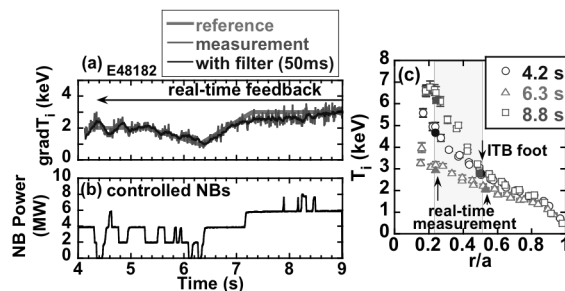 reference
measurement
with filter (50ms)
(a) E48182
real-time feedback
gradTi (keV)
4
3
2
1
0
(b) controlled NBs
NB Power
(MW)
10
8
6
4
2
0
4 5 6 7 8 9
Time (s)
(c)
4.2 s
6.3 s
8.8 s
ITB foot
real-time
measurement
Ti (keV)
8
7
6
5
4
3
2
1
0
0 0.2 0.4 0.6 0.8 1
r/a